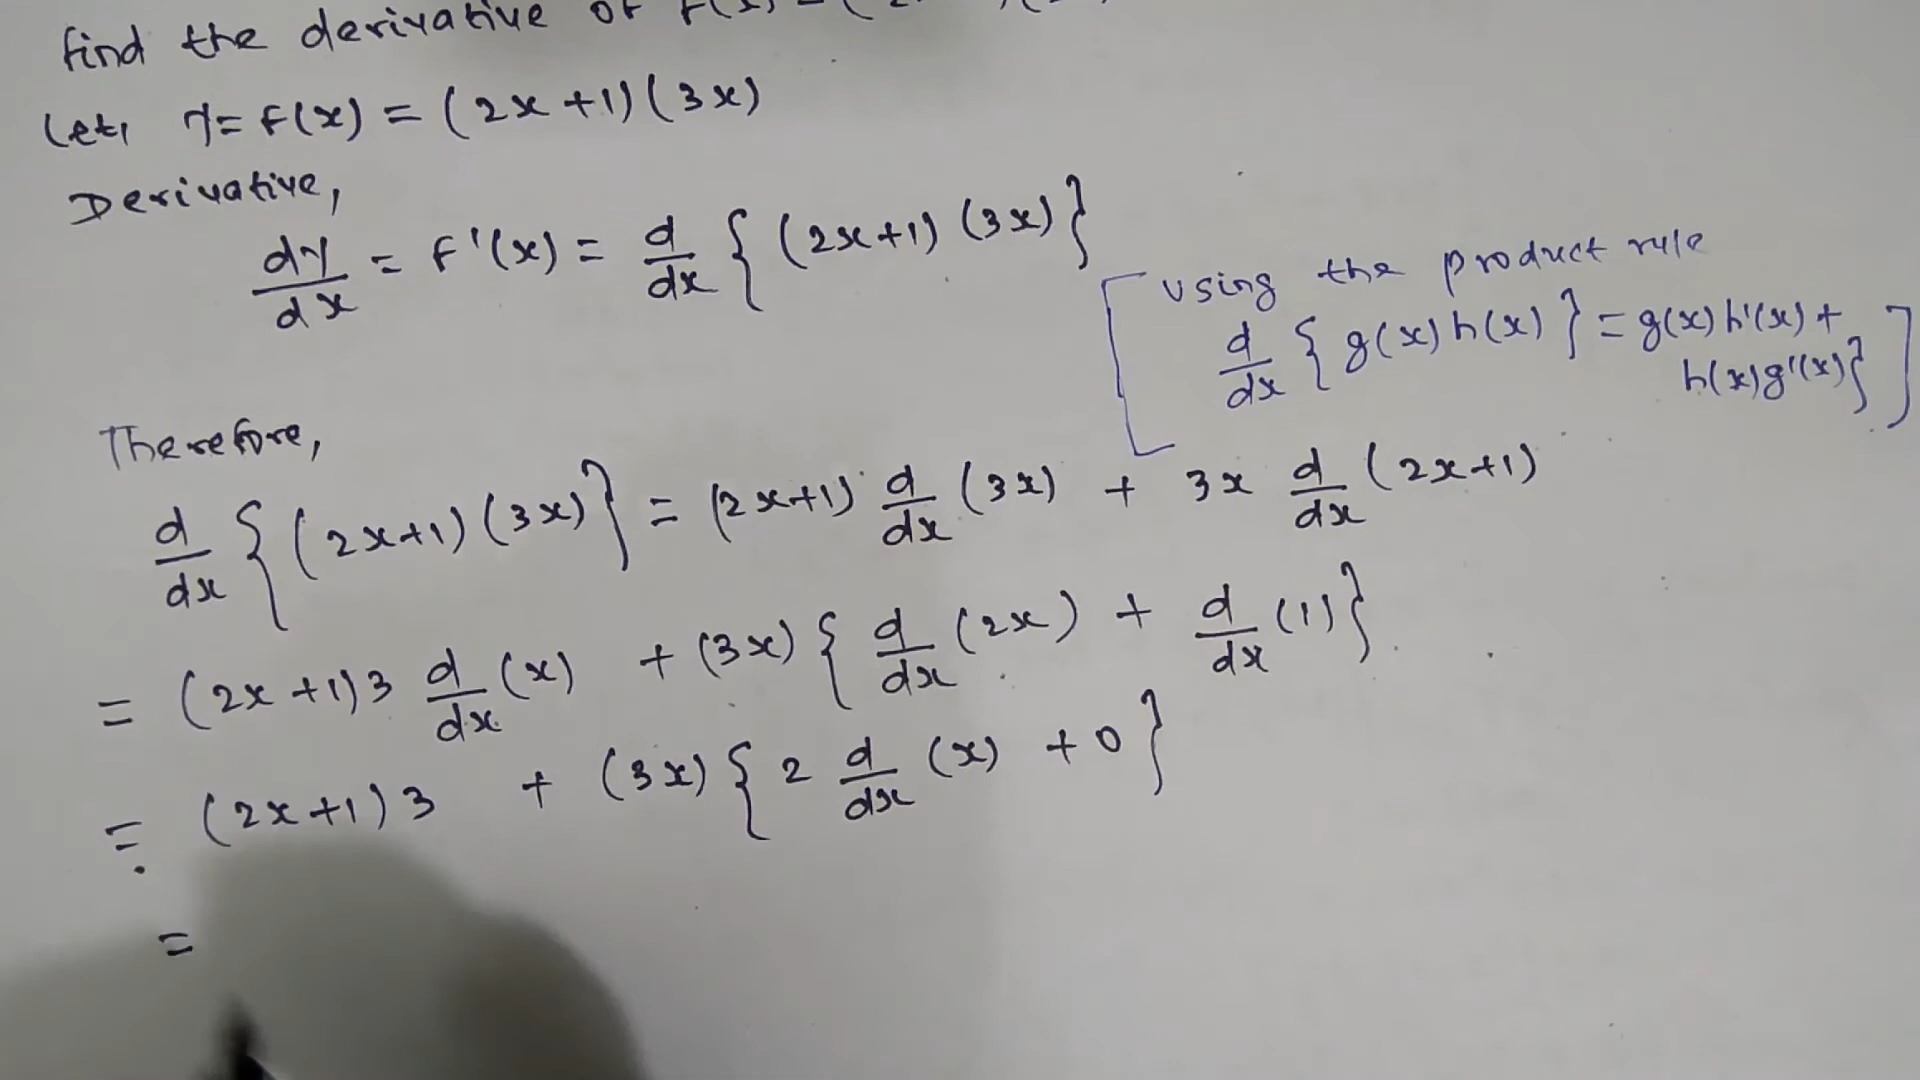 find the derivative of f(x) = (2
Let, y = f(x) = (2x+1)(3x)
Derivative,
dy/dx = f'(x) = d/dx {(2x+1)(3x)}
[using the product rule
d/dx {g(x)h(x)} = g(x)h'(x) +
h(x)g'(x)}]
Therefore,
d/dx {(2x+1)(3x)} = (2x+1) d/dx (3x) + 3x d/dx (2x+1)
= (2x+1)3 d/dx (x) + (3x) {d/dx (2x) + d/dx (1)}
= (2x+1)3 + (3x) {2 d/dx (x) + 0}
=